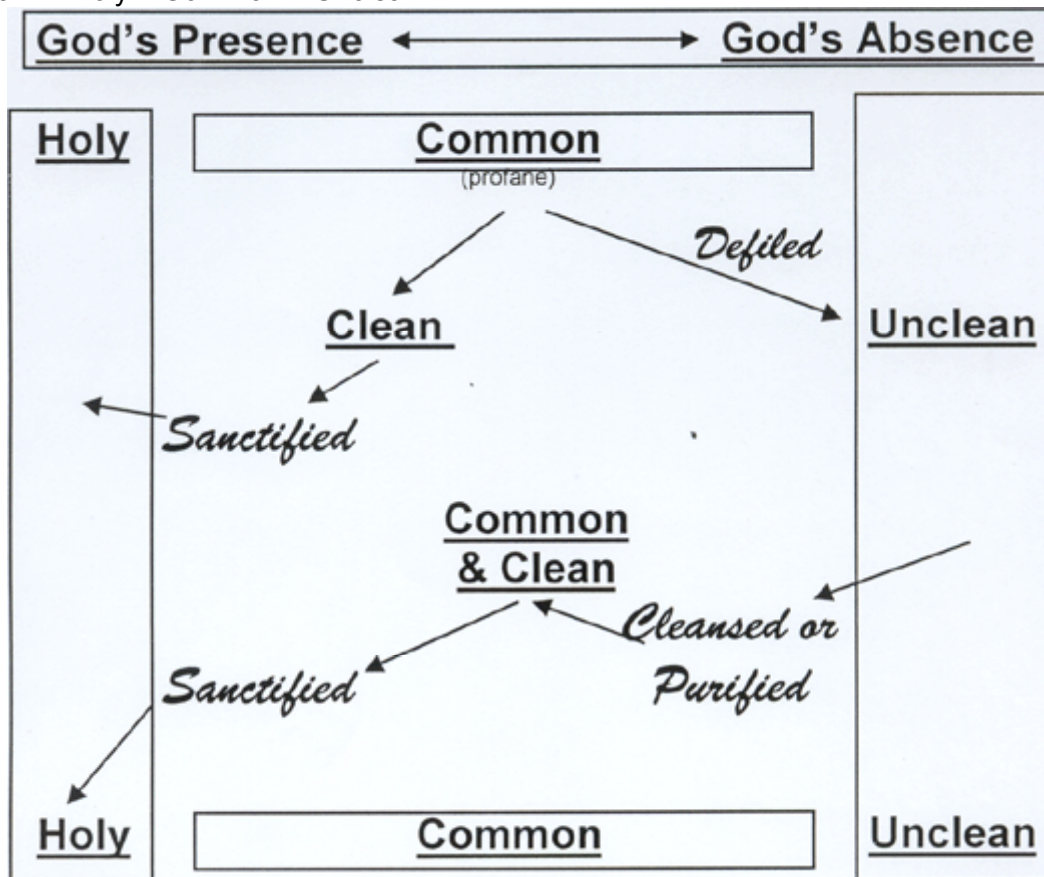 God's Presence God's Absence
Holy Common
(profane)
Defiled
Clean Unclean
Sanctified
Common
& Clean
Cleansed or
Sanctified Purified
Holy Common Unclean